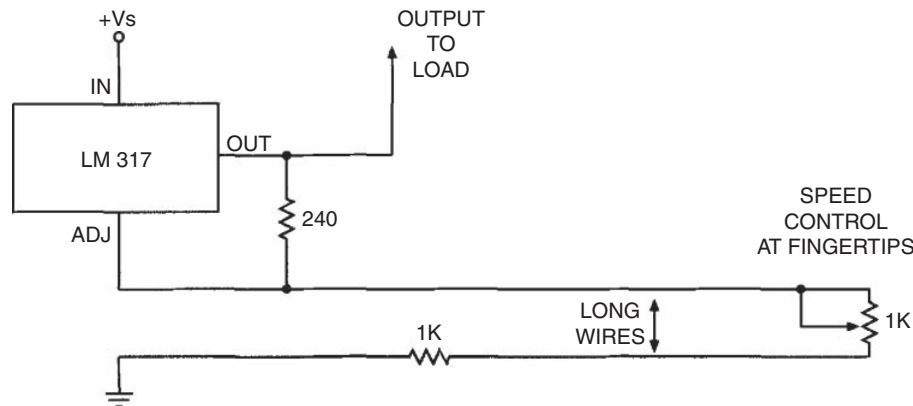 +Vs
OUTPUT
TO
LOAD
IN
OUT
LM 317
240
ADJ
SPEED
CONTROL
AT FINGERTIPS
LONG
WIRES
1K
1K